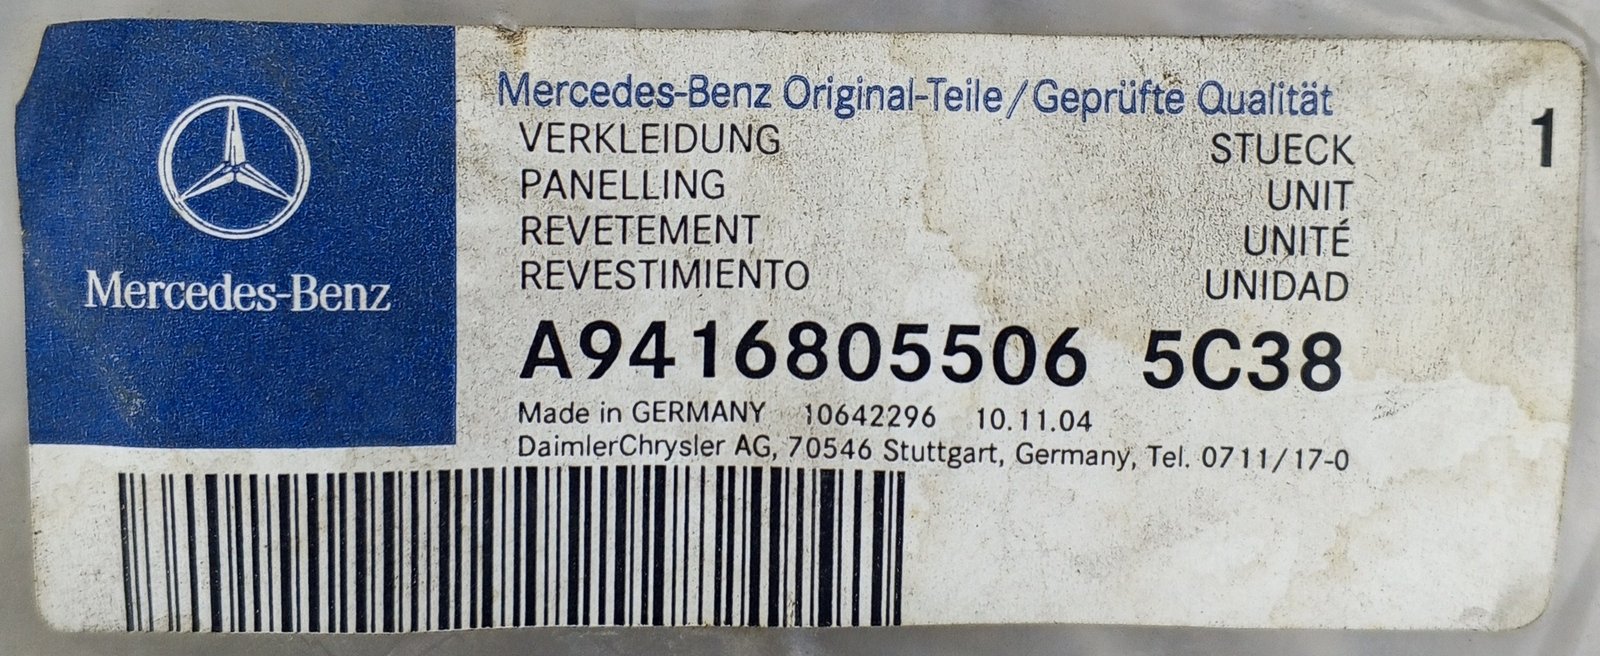 Mercedes-Benz
Mercedes-Benz Original-Teile/Geprüfte Qualität
VERKLEIDUNG STUECK 1
PANELLING UNIT
REVETEMENT UNITÉ
REVESTIMIENTO UNIDAD
A9416805506 5C38
Made in GERMANY 10642296 10.11.04
DaimlerChrysler AG, 70546 Stuttgart, Germany, Tel. 0711/17-0